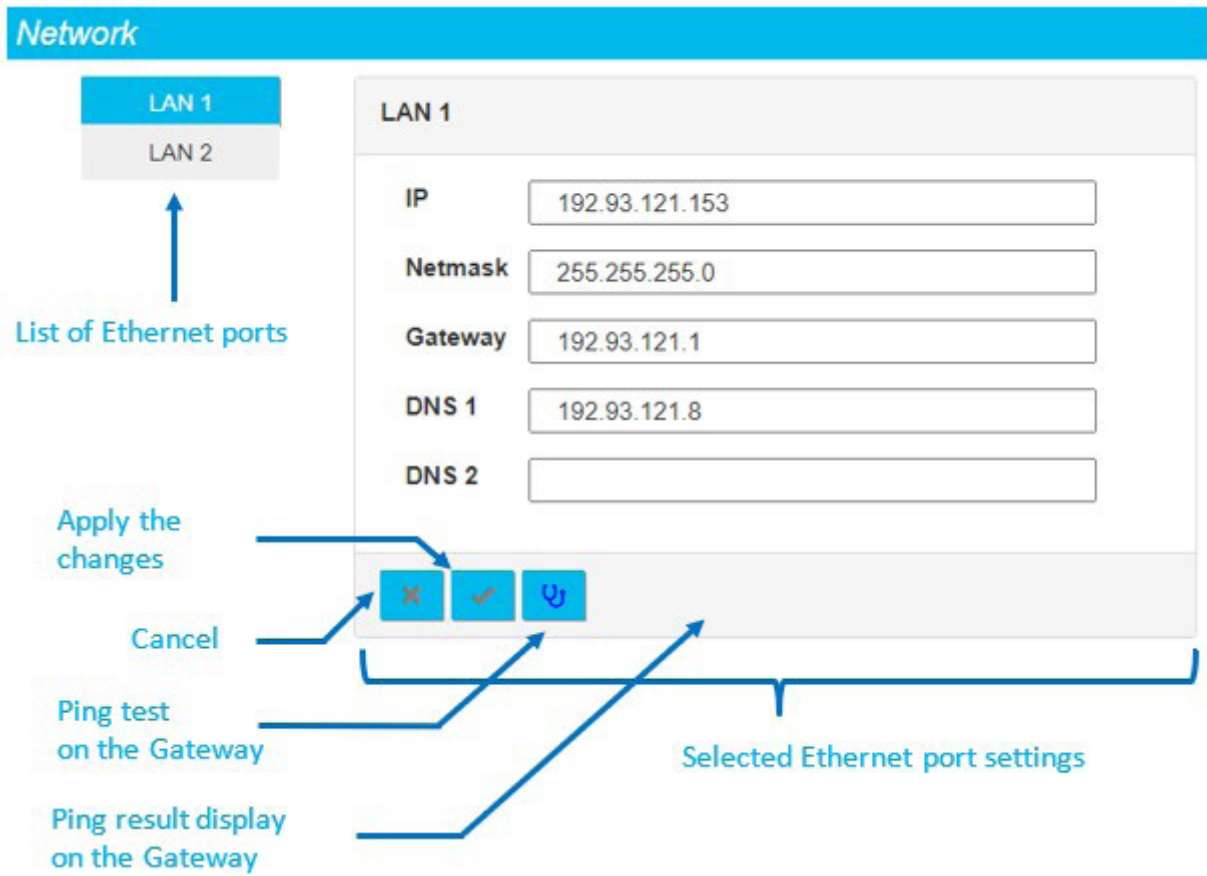 Network
LAN 1
LAN 2
List of Ethernet ports
LAN 1
IP 192.93.121.153
Netmask 255.255.255.0
Gateway 192.93.121.1
DNS 1 192.93.121.8
DNS 2
Apply the
changes
Cancel
Ping test
on the Gateway
Ping result display
on the Gateway
Selected Ethernet port settings